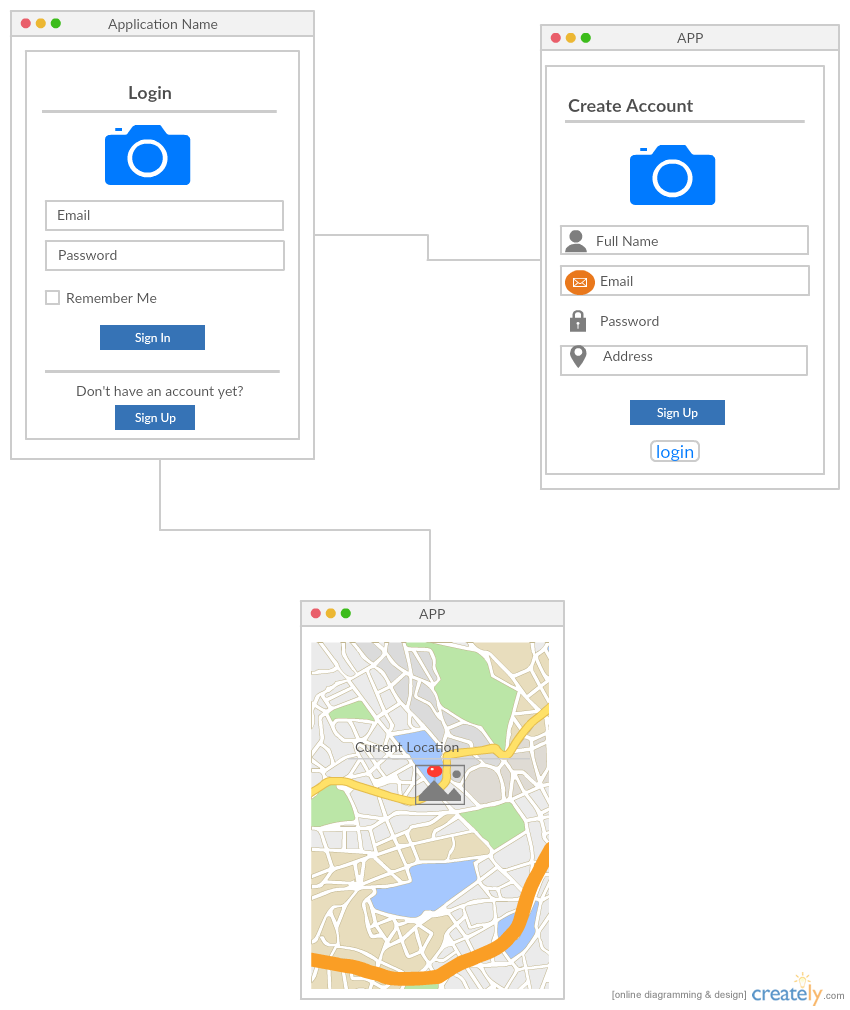 Application Name
Login
Email
Password
Remember Me
Sign In
Don't have an account yet?
Sign Up
APP
Create Account
Full Name
Email
Password
Address
Sign Up
login
APP
Current Location
[online diagramming & design] creately.com